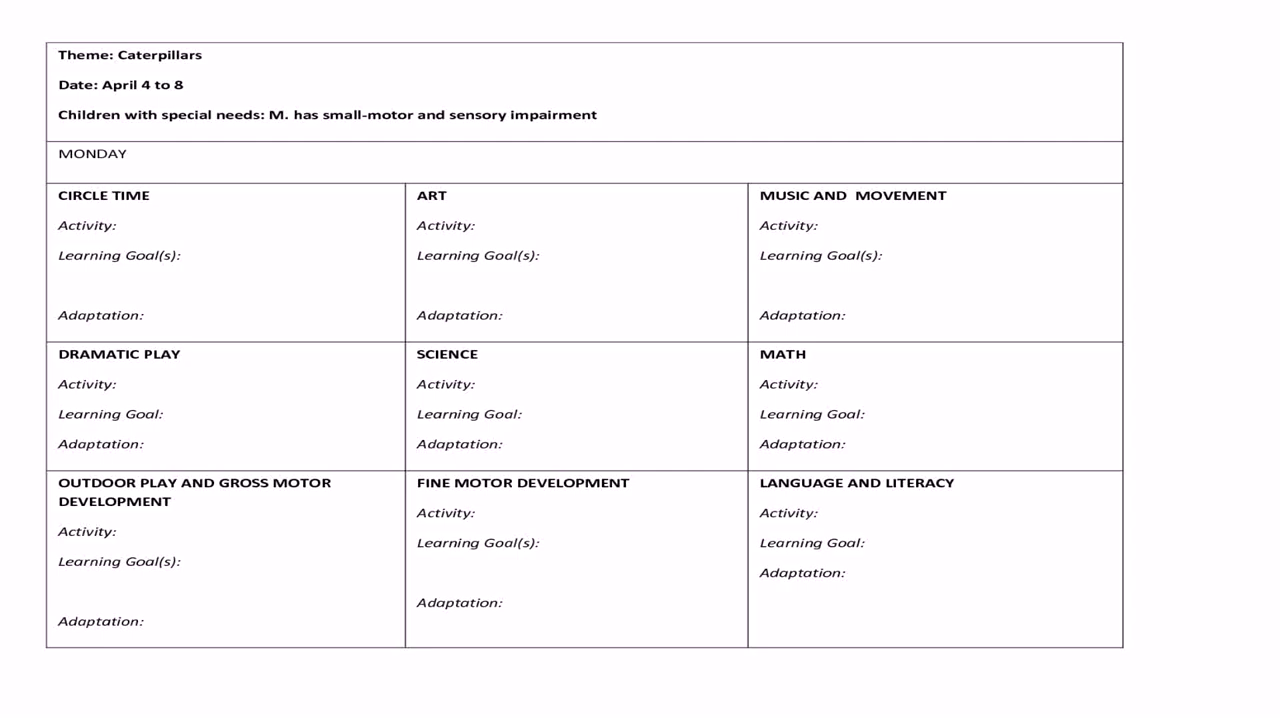 Theme: Caterpillars
Date: April 4 to 8
Children with special needs: M. has small-motor and sensory impairment
MONDAY
CIRCLE TIME
Activity:
Learning Goal(s):
Adaptation:
ART
Activity:
Learning Goal(s):
Adaptation:
MUSIC AND  MOVEMENT
Activity:
Learning Goal(s):
Adaptation:
DRAMATIC PLAY
Activity:
Learning Goal:
Adaptation:
SCIENCE
Activity:
Learning Goal:
Adaptation:
MATH
Activity:
Learning Goal:
Adaptation:
OUTDOOR PLAY AND GROSS MOTOR
DEVELOPMENT
Activity:
Learning Goal(s):
Adaptation:
FINE MOTOR DEVELOPMENT
Activity:
Learning Goal(s):
Adaptation:
LANGUAGE AND LITERACY
Activity:
Learning Goal:
Adaptation: